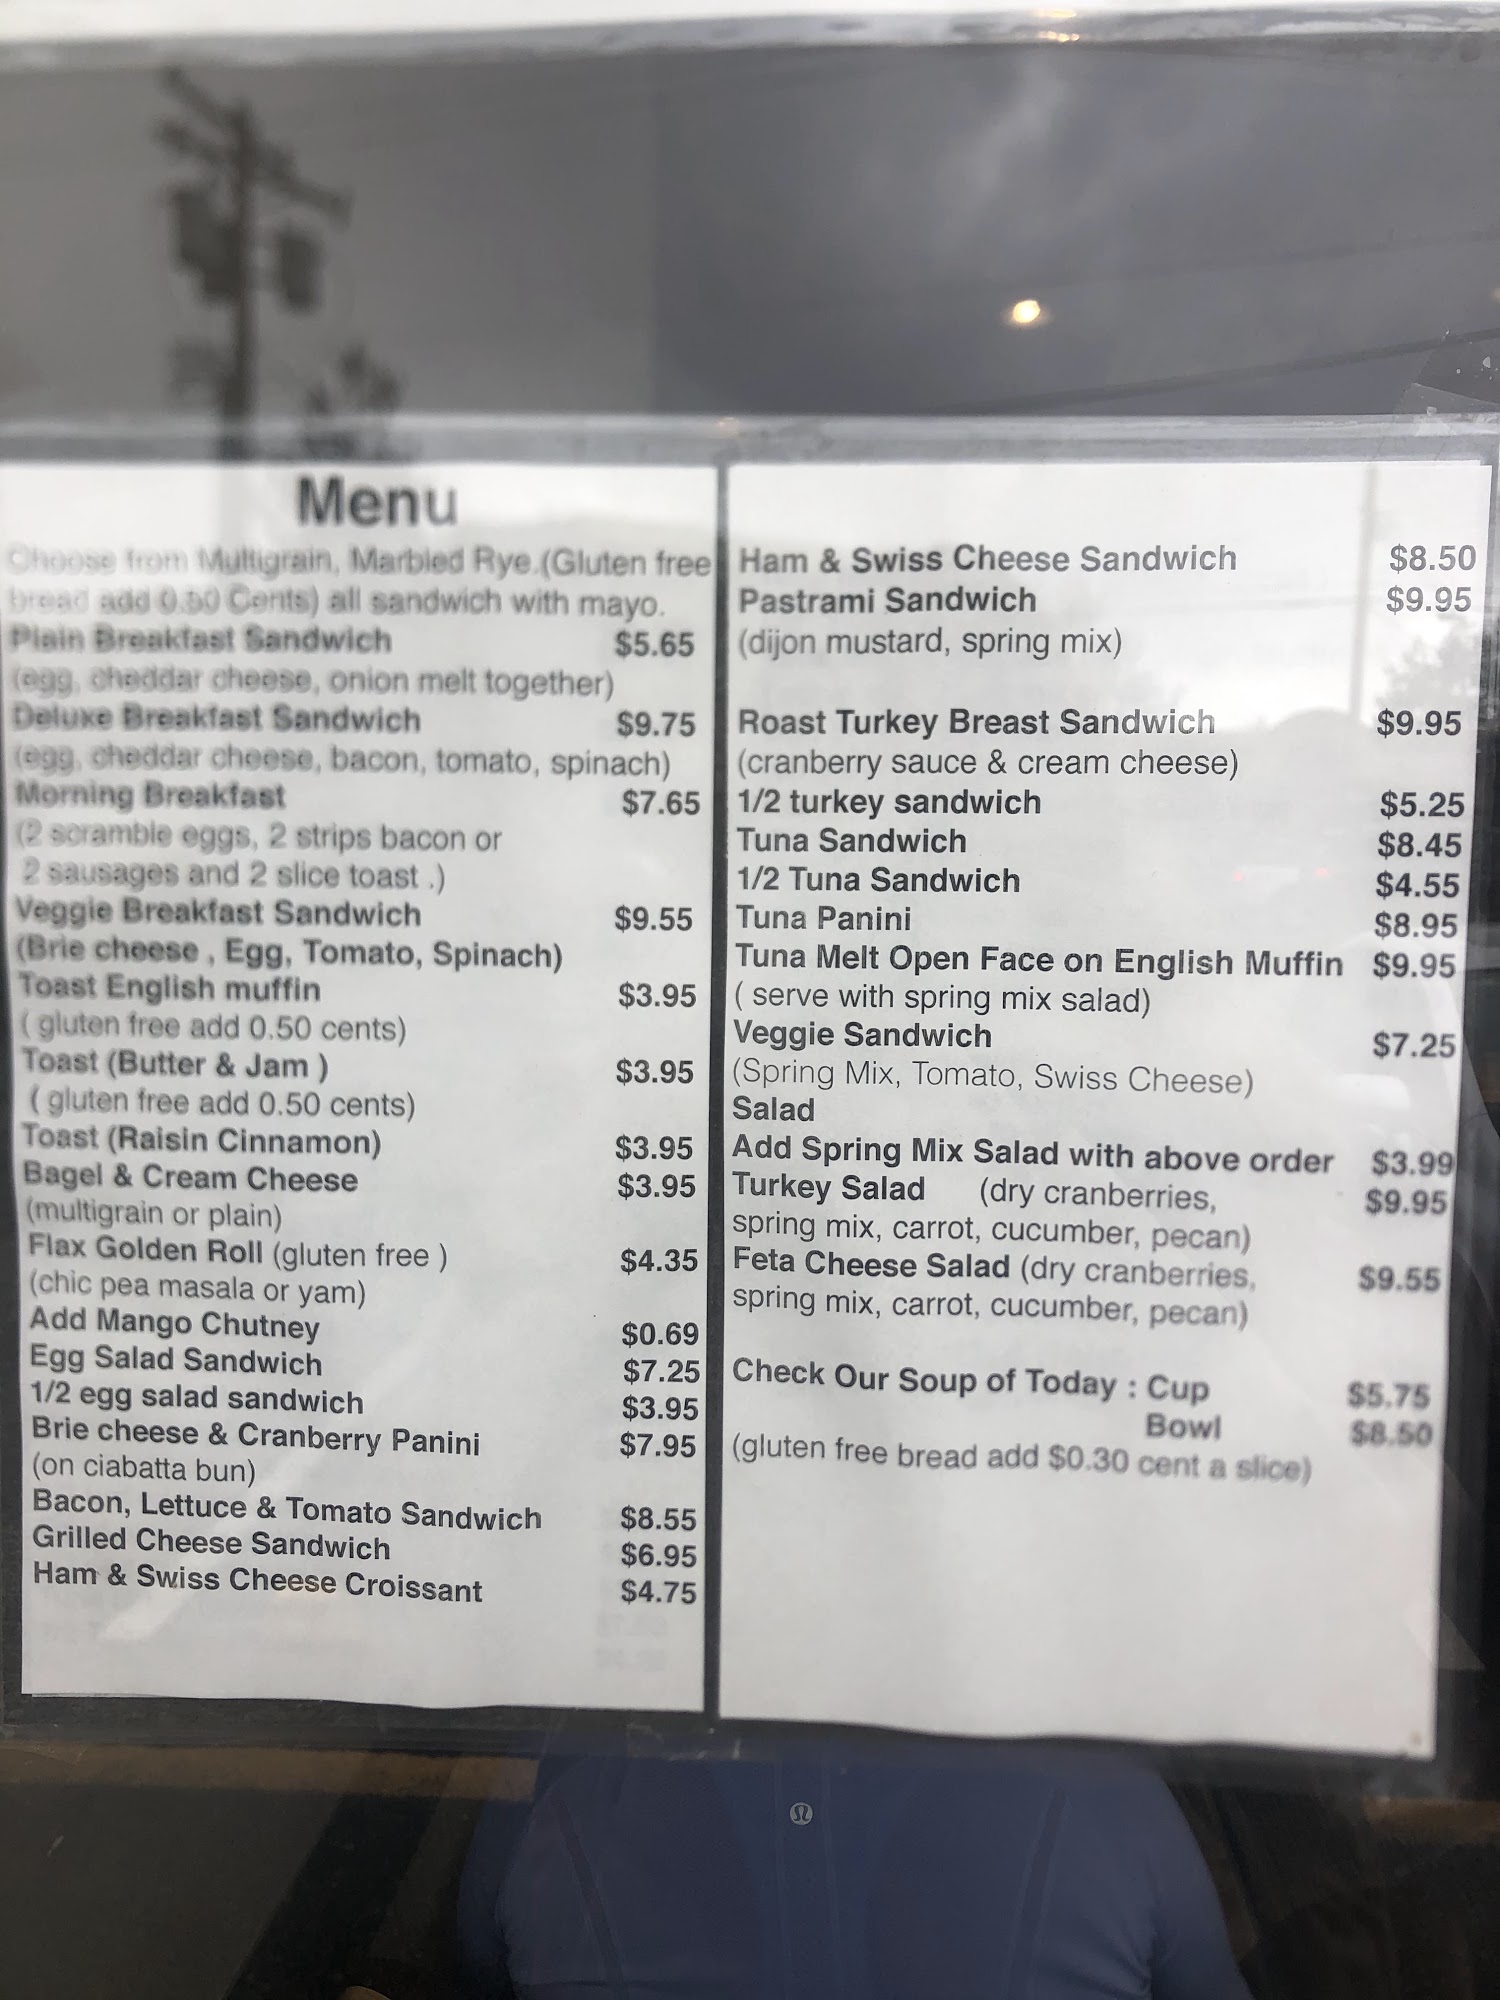 Menu
Choose from Multigrain, Marbled Rye.(Gluten free
bread add 0.50 Cents) all sandwich with mayo.
Plain Breakfast Sandwich $5.65
(egg, cheddar cheese, onion melt together)
Deluxe Breakfast Sandwich $9.75
(egg, cheddar cheese, bacon, tomato, spinach)
Morning Breakfast $7.65
(2 scramble eggs, 2 strips bacon or
2 sausages and 2 slice toast .)
Veggie Breakfast Sandwich $9.55
(Brie cheese , Egg, Tomato, Spinach)
Toast English muffin $3.95
( gluten free add 0.50 cents)
Toast (Butter & Jam ) $3.95
( gluten free add 0.50 cents)
Toast (Raisin Cinnamon) $3.95
Bagel & Cream Cheese $3.95
(multigrain or plain)
Flax Golden Roll (gluten free ) $4.35
(chic pea masala or yam)
Add Mango Chutney $0.69
Egg Salad Sandwich $7.25
1/2 egg salad sandwich $3.95
Brie cheese & Cranberry Panini $7.95
(on ciabatta bun)
Bacon, Lettuce & Tomato Sandwich $8.55
Grilled Cheese Sandwich $6.95
Ham & Swiss Cheese Croissant $4.75
Ham & Swiss Cheese Sandwich $8.50
Pastrami Sandwich $9.95
(dijon mustard, spring mix)
Roast Turkey Breast Sandwich $9.95
(cranberry sauce & cream cheese)
1/2 turkey sandwich $5.25
Tuna Sandwich $8.45
1/2 Tuna Sandwich $4.55
Tuna Panini $8.95
Tuna Melt Open Face on English Muffin $9.95
( serve with spring mix salad)
Veggie Sandwich $7.25
(Spring Mix, Tomato, Swiss Cheese)
Salad
Add Spring Mix Salad with above order $3.99
Turkey Salad (dry cranberries, $9.95
spring mix, carrot, cucumber, pecan)
Feta Cheese Salad (dry cranberries, $9.55
spring mix, carrot, cucumber, pecan)
Check Our Soup of Today : Cup $5.75
Bowl $8.50
(gluten free bread add $0.30 cent a slice)